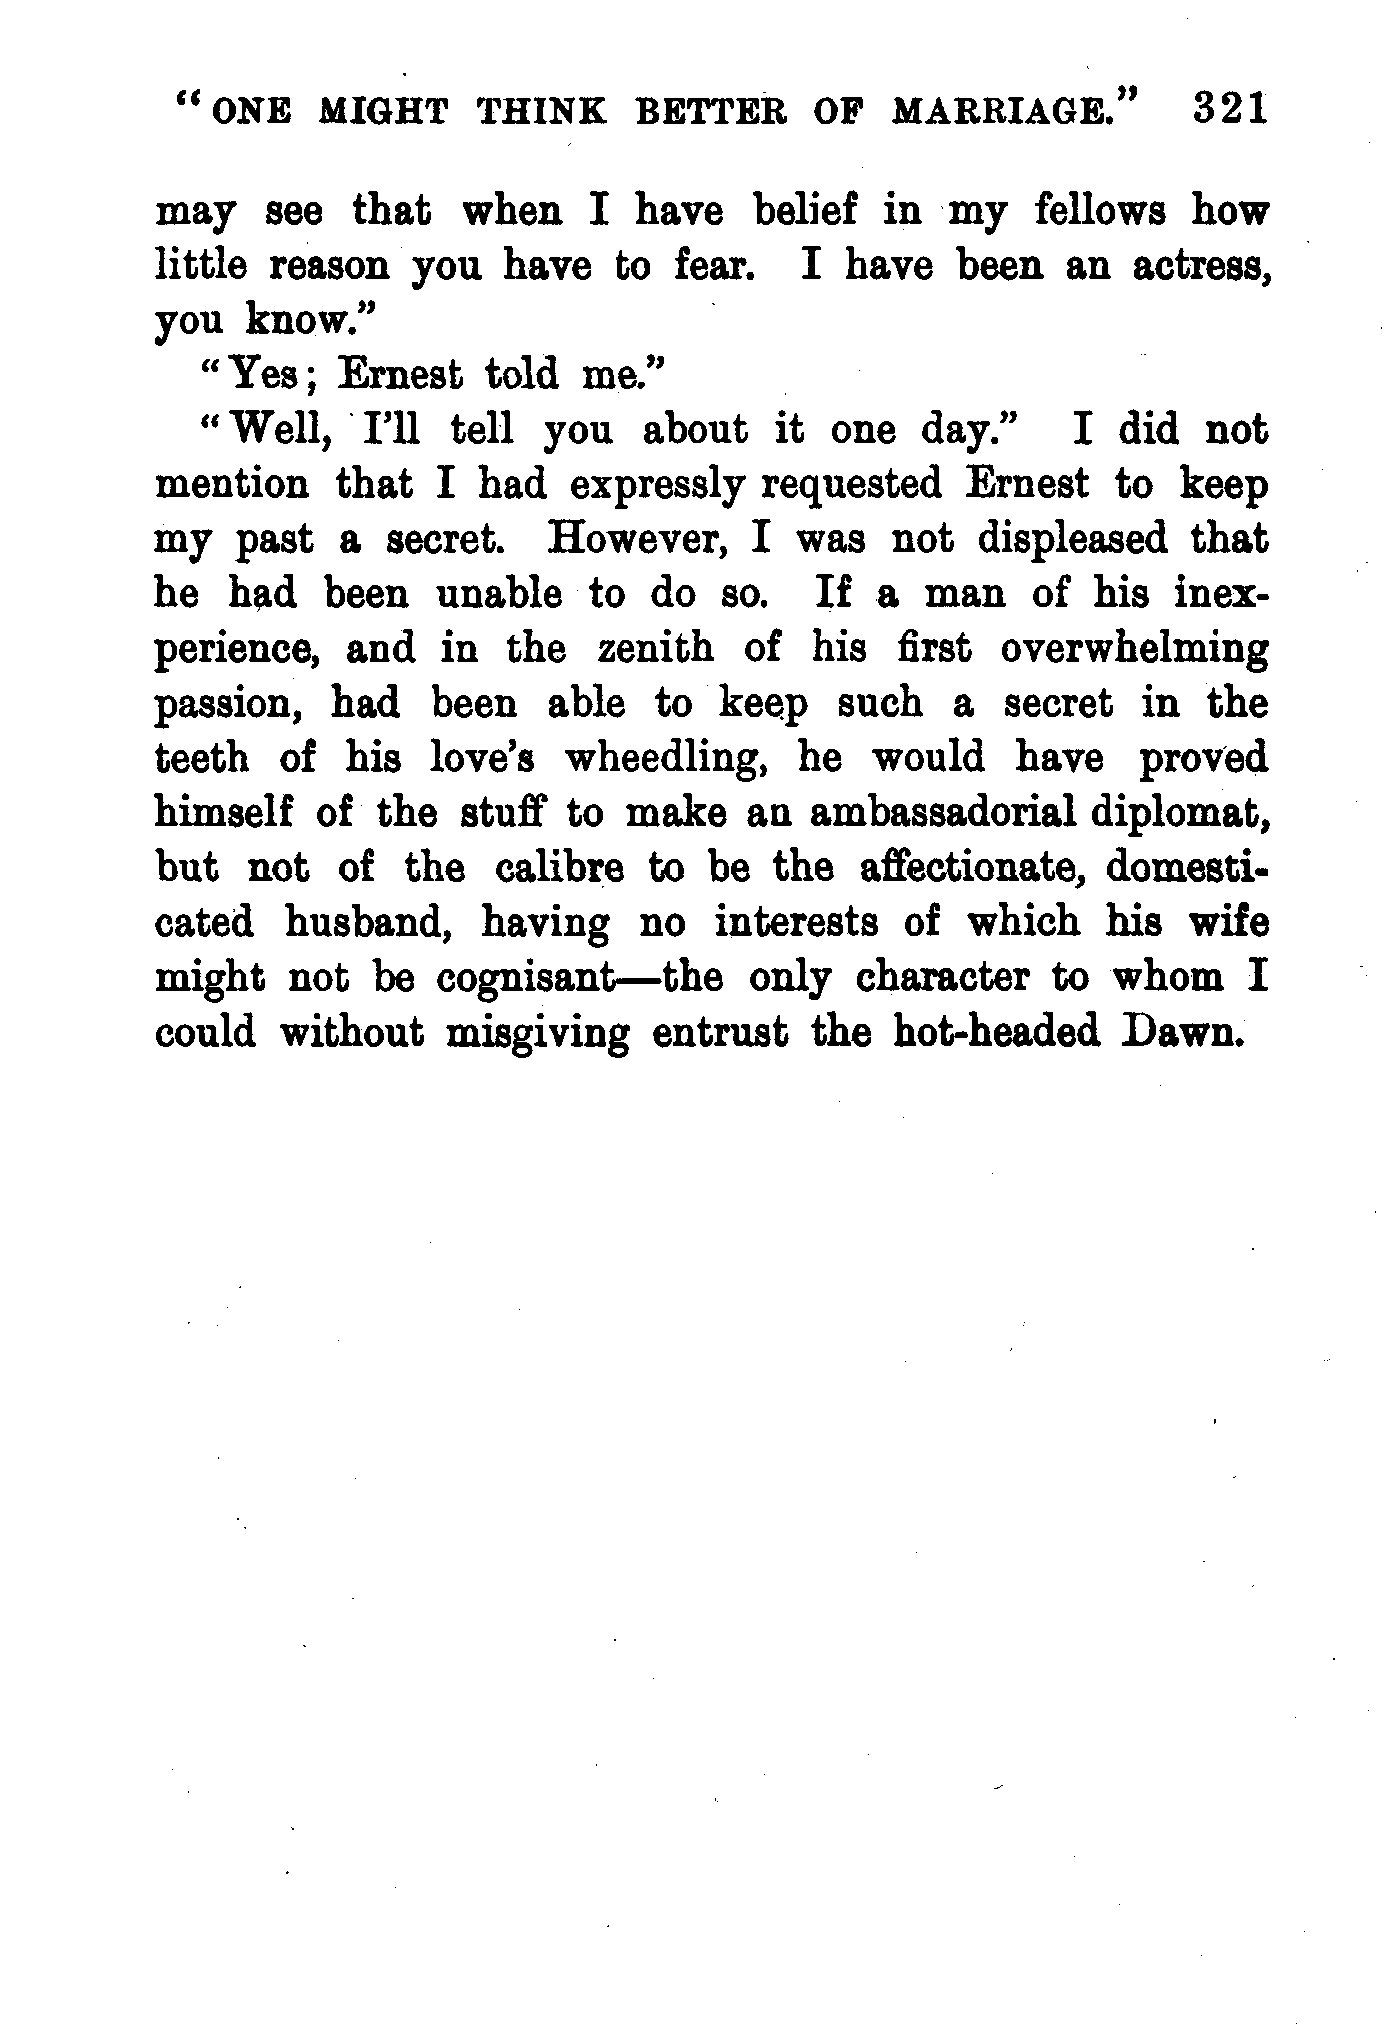 “ONE MIGHT THINK BETTER OF MARRIAGE.” 321
may see that when I have belief in my fellows how
little reason you have to fear. I have been an actress,
you know.”
“Yes; Ernest told me.”
“Well, I’ll tell you about it one day.” I did not
mention that I had expressly requested Ernest to keep
my past a secret. However, I was not displeased that
he had been unable to do so. If a man of his inex-
perience, and in the zenith of his first overwhelming
passion, had been able to keep such a secret in the
teeth of his love’s wheedling, he would have proved
himself of the stuff to make an ambassadorial diplomat,
but not of the calibre to be the affectionate, domesti-
cated husband, having no interests of which his wife
might not be cognisant—the only character to whom I
could without misgiving entrust the hot-headed Dawn.